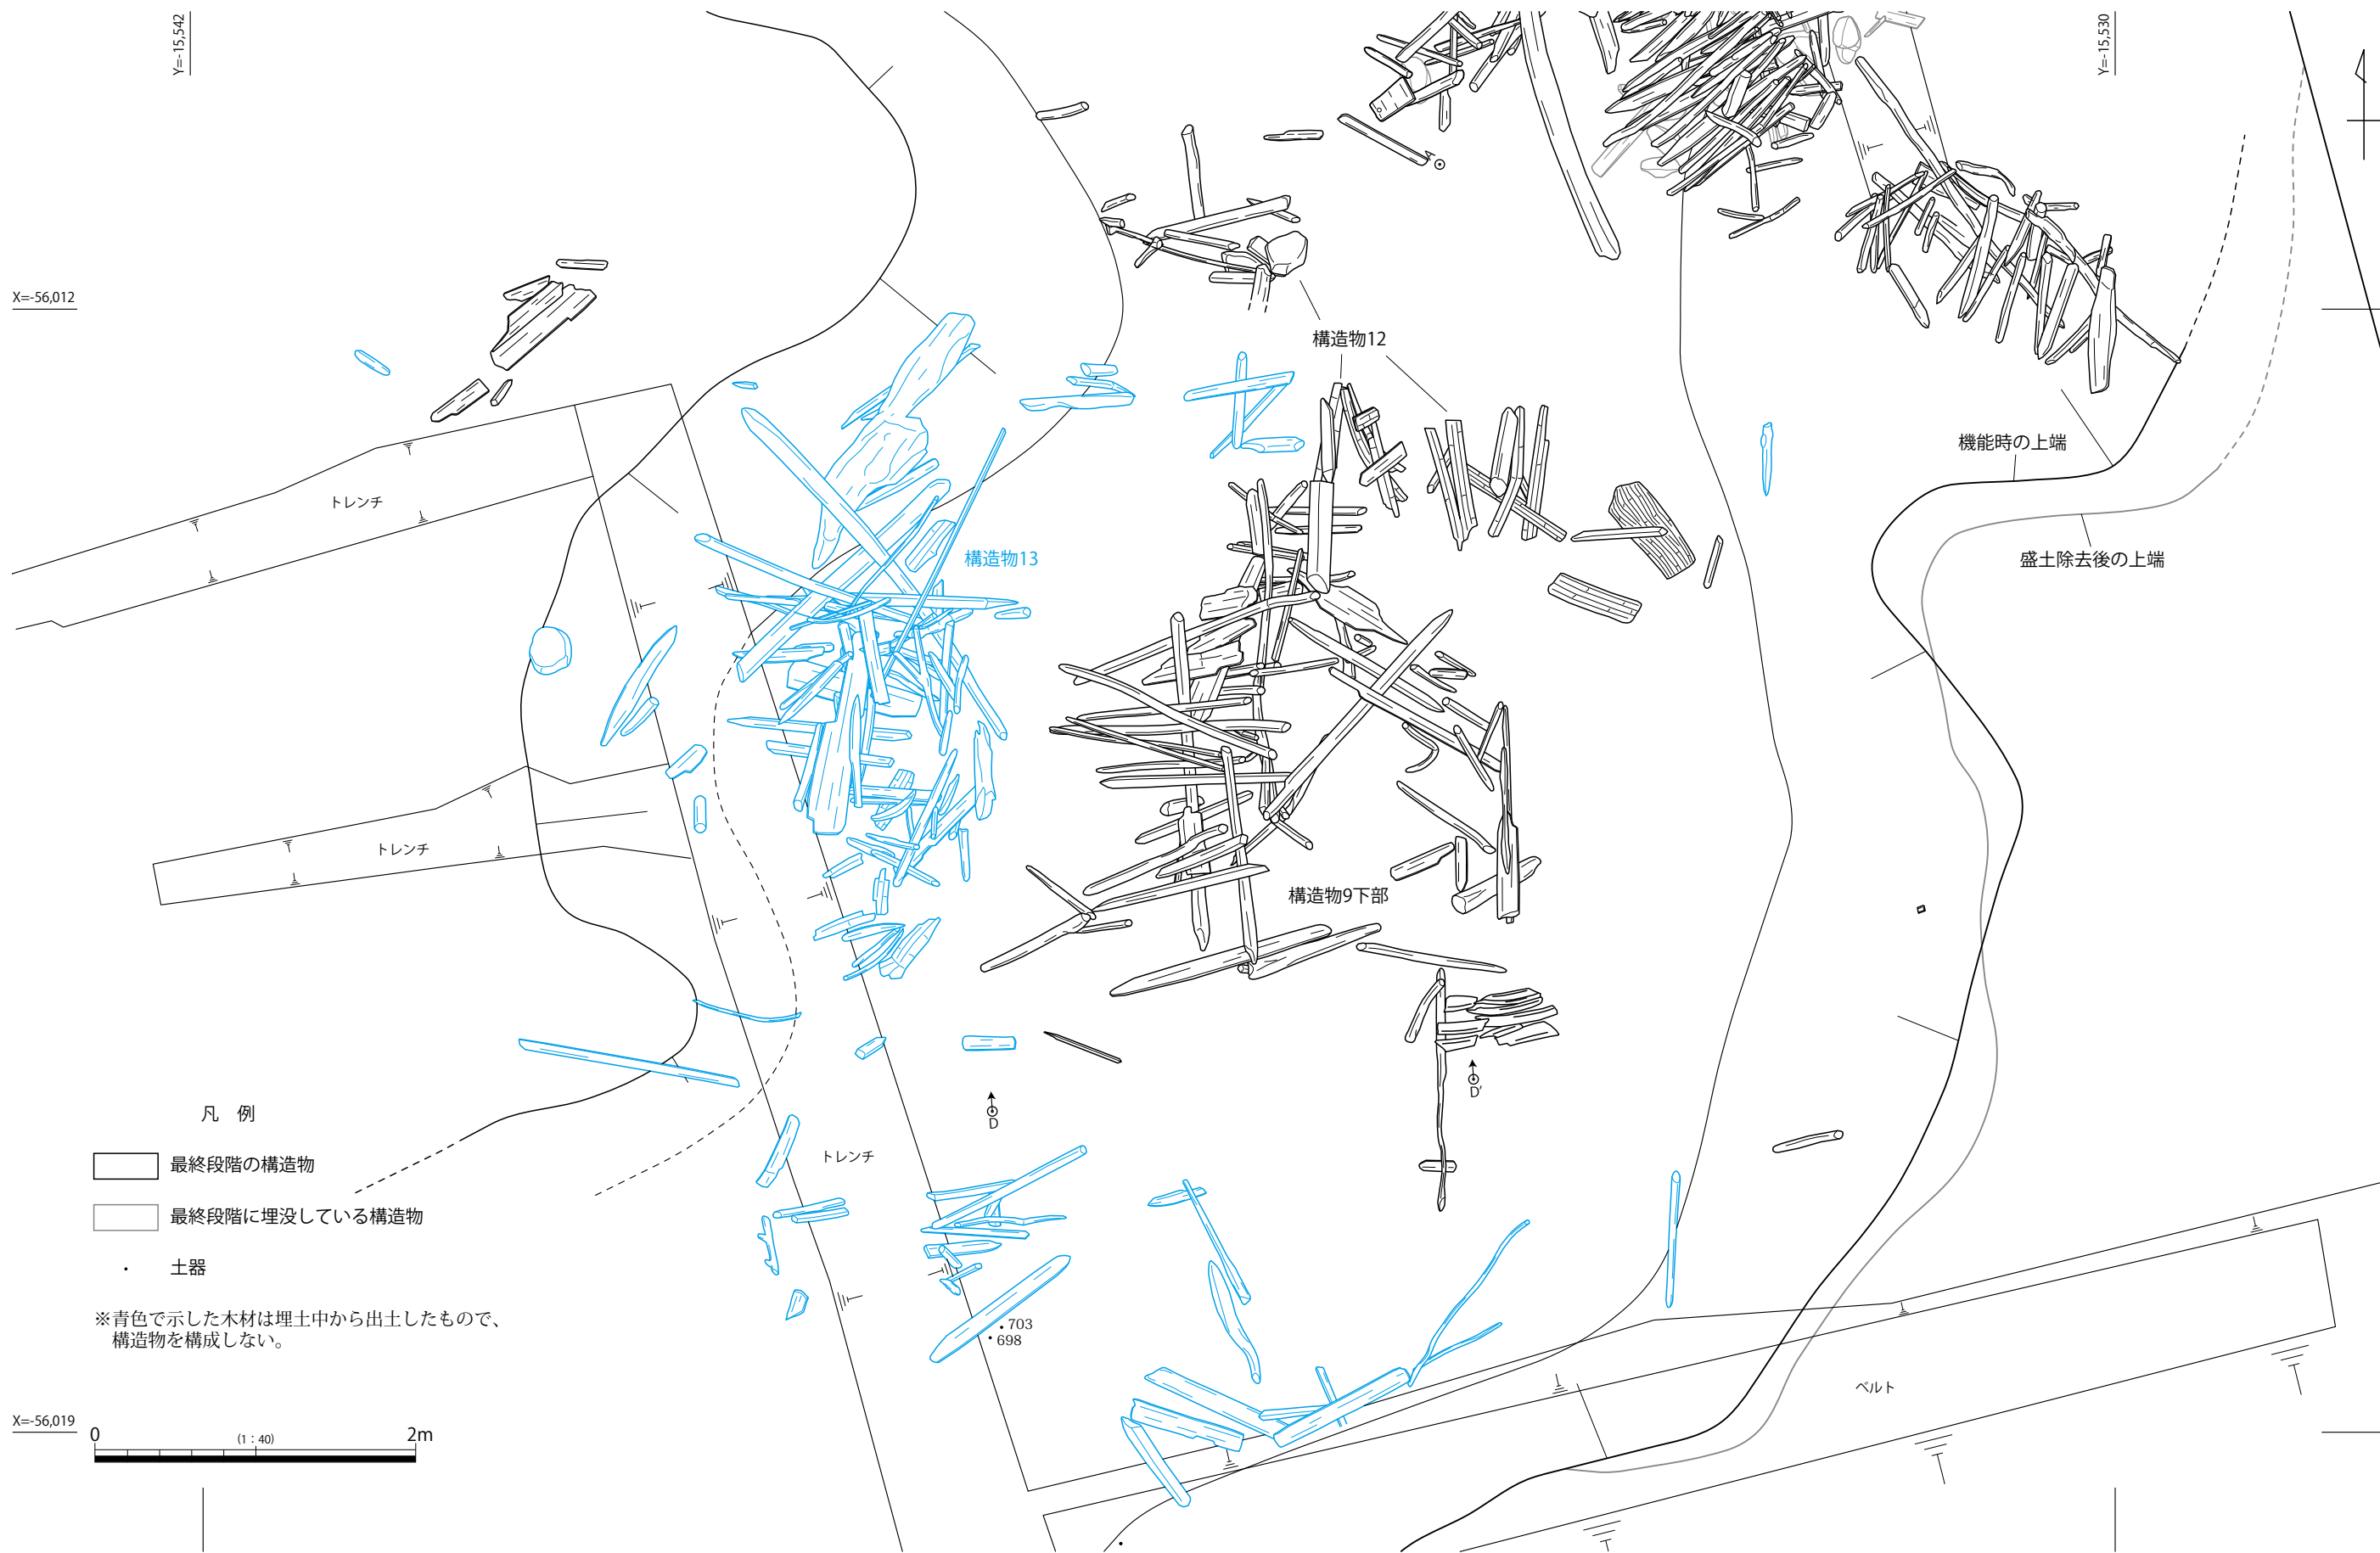 Y=-15,542
Y=-15,530
A
X=-56,012
構造物12
機能時の上端
トレンチ
構造物13
盛土除去後の上端
トレンチ
構造物9下部
D
D'
凡　例
トレンチ
最終段階の構造物
最終段階に埋没している構造物
土器
※青色で示した木材は埋土中から出土したもので、
構造物を構成しない。
703
698
ベルト
X=-56,019
0
(1：40)
2m